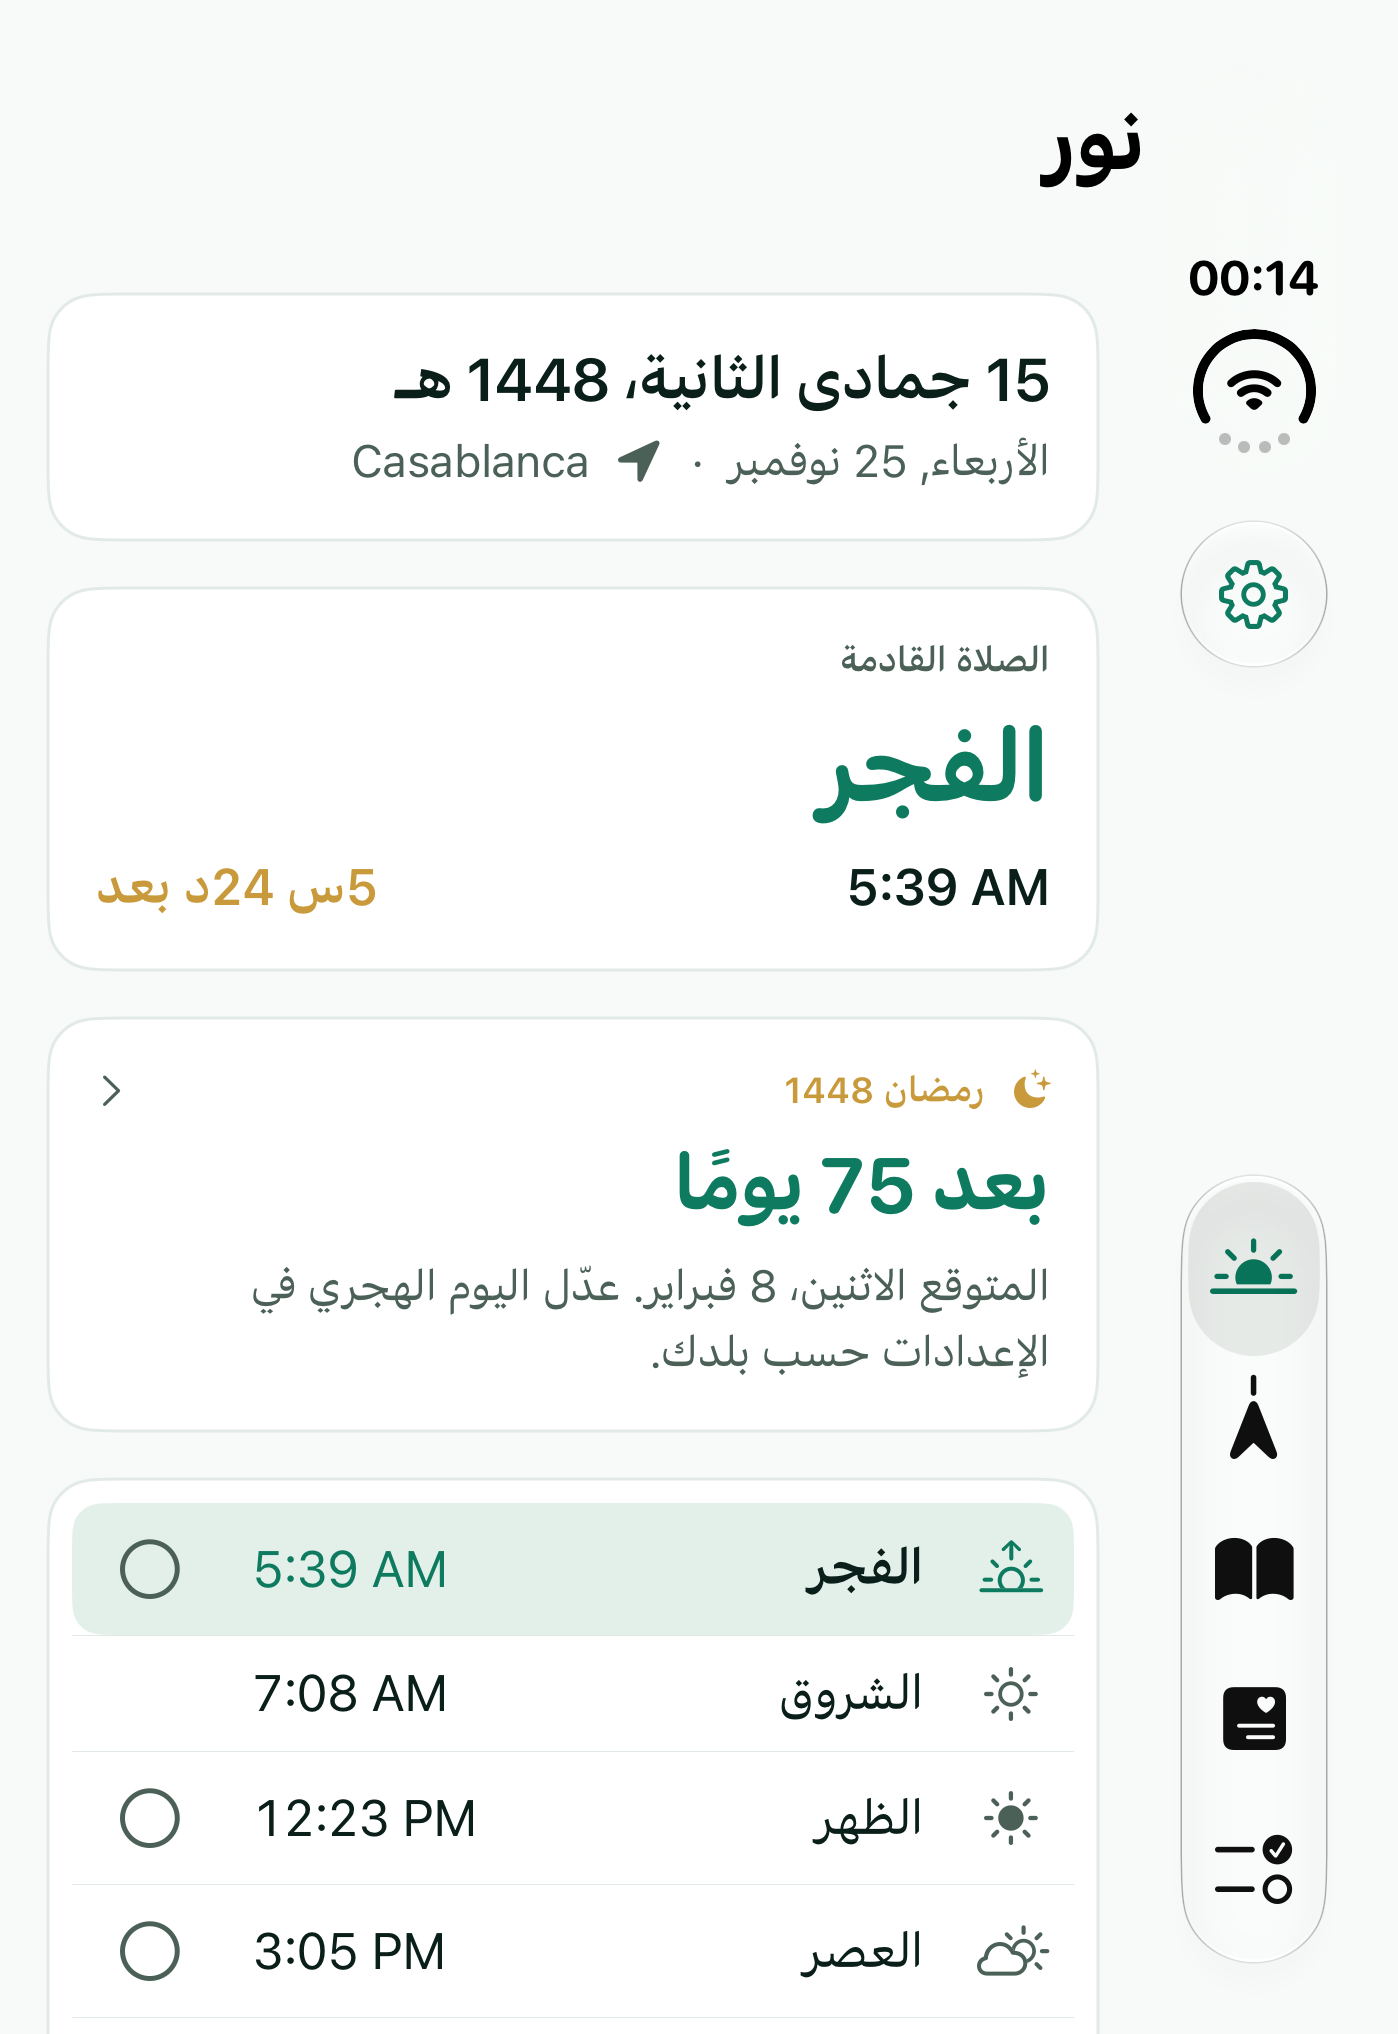 نور
00:14
15 جمادى الثانية، 1448 هـ
الأربعاء, 25 نوفمبر · Casablanca
الصلاة القادمة
الفجر
5:39 AM
5س 24د بعد
رمضان 1448
بعد 75 يومًا
المتوقع الاثنين، 8 فبراير. عدّل اليوم الهجري في
الإعدادات حسب بلدك.
الفجر 5:39 AM
الشروق 7:08 AM
الظهر 12:23 PM
العصر 3:05 PM